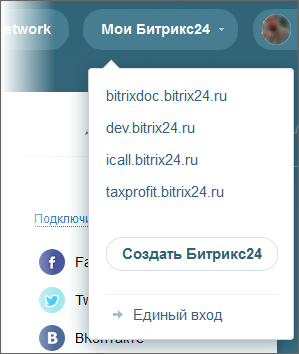 etwork
Мои Битрикс24
bitrixdoc.bitrix24.ru
dev.bitrix24.ru
icall.bitrix24.ru
taxprofit.bitrix24.ru
Подключи
Создать Битрикс24
Fa
Единый вход
Tw
ВКонтакте